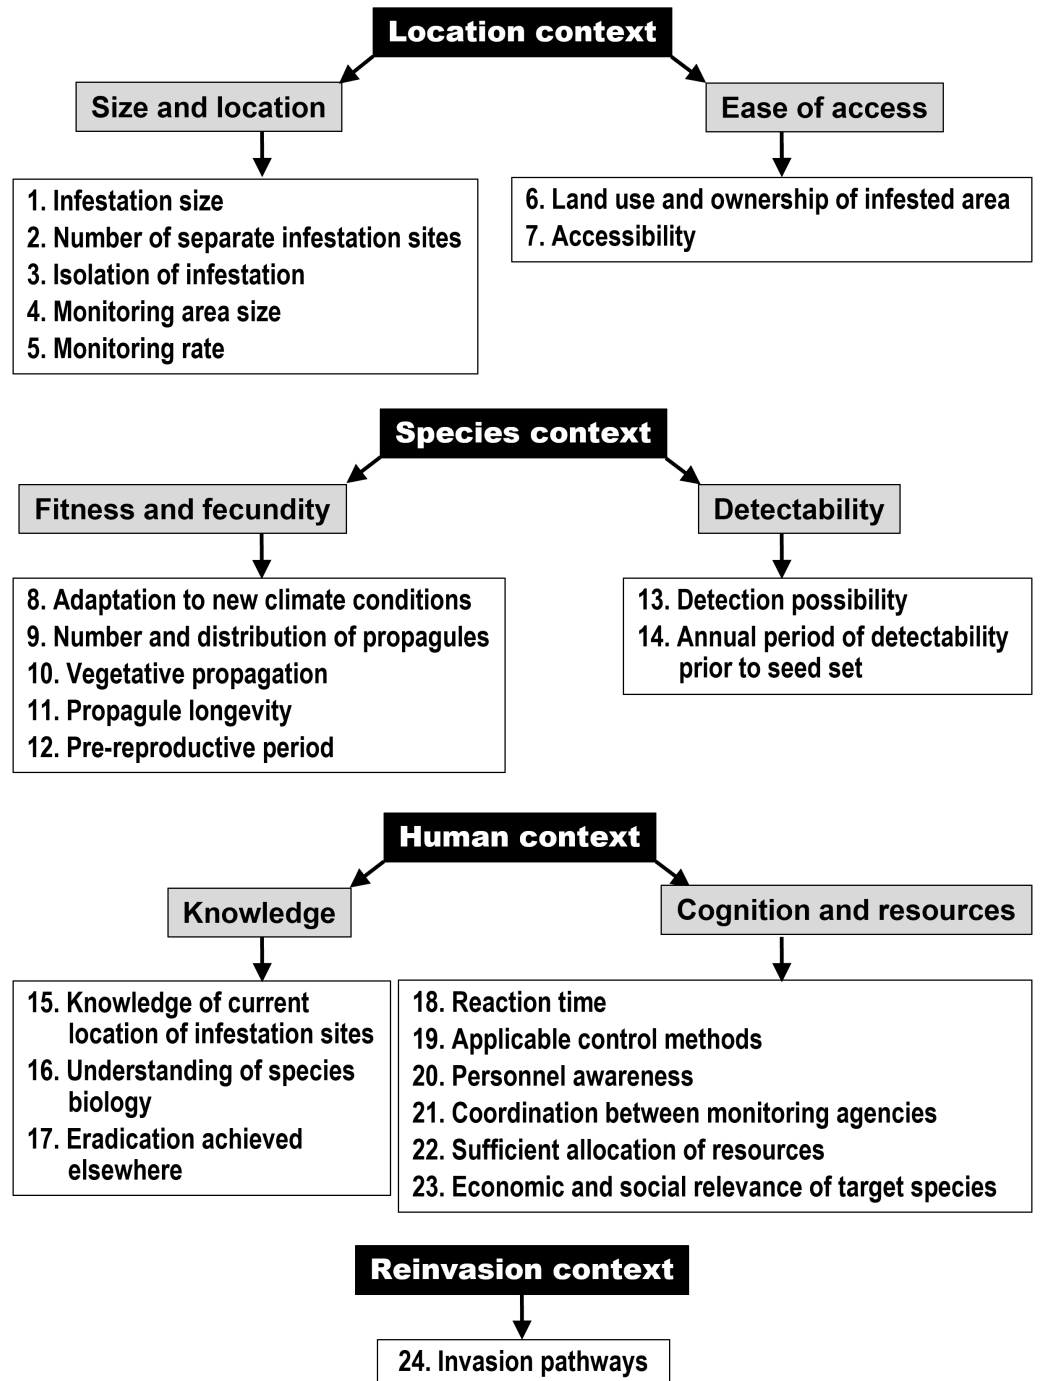 Location context
Size and location
Ease of access
1. Infestation size
2. Number of separate infestation sites
3. Isolation of infestation
4. Monitoring area size
5. Monitoring rate
6. Land use and ownership of infested area
7. Accessibility
Species context
Fitness and fecundity
Detectability
8. Adaptation to new climate conditions
9. Number and distribution of propagules
10. Vegetative propagation
11. Propagule longevity
12. Pre-reproductive period
13. Detection possibility
14. Annual period of detectability
prior to seed set
Human context
Knowledge
Cognition and resources
15. Knowledge of current
location of infestation sites
16. Understanding of species
biology
17. Eradication achieved
elsewhere
18. Reaction time
19. Applicable control methods
20. Personnel awareness
21. Coordination between monitoring agencies
22. Sufficient allocation of resources
23. Economic and social relevance of target species
Reinvasion context
24. Invasion pathways